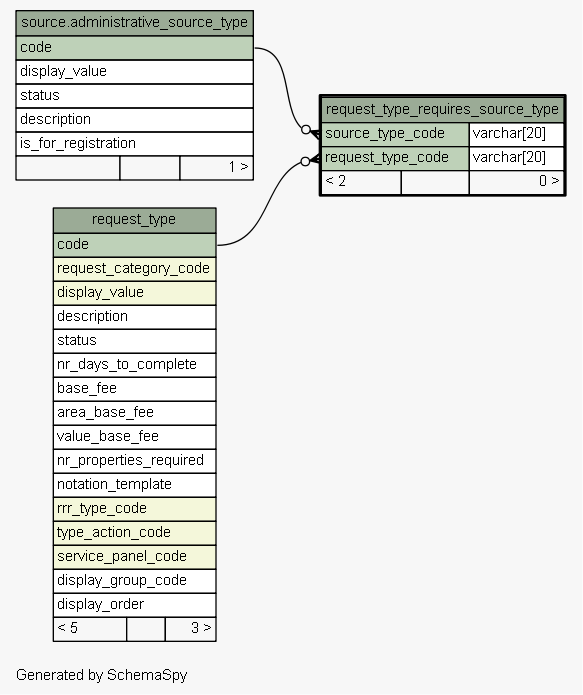 source.administrative_source_type
code
display_value
status
description
is_for_registration
1 >
request_type_requires_source_type
source_type_code varchar[20]
request_type_code varchar[20]
< 2 0 >
request_type
code
request_category_code
display_value
description
status
nr_days_to_complete
base_fee
area_base_fee
value_base_fee
nr_properties_required
notation_template
rrr_type_code
type_action_code
service_panel_code
display_group_code
display_order
< 5 3 >
Generated by SchemaSpy